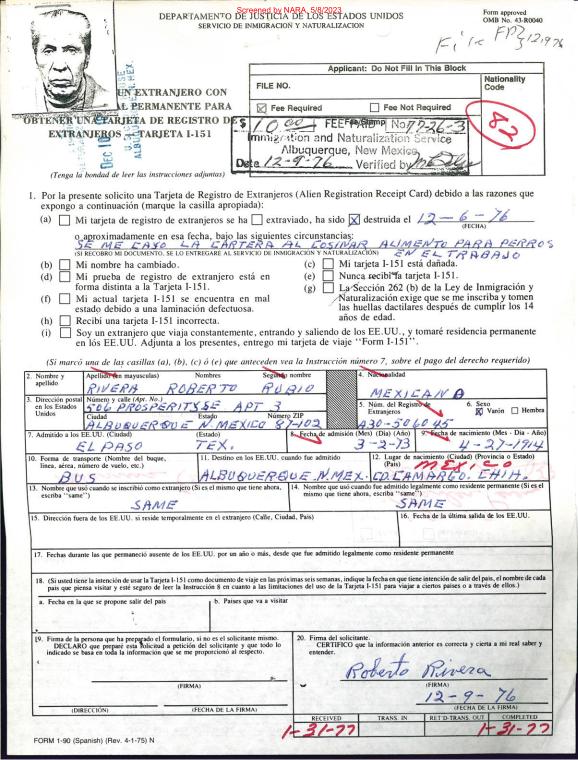 Screened by NARA, 5/8/2023
DEPARTAMENTO DE JUSTICIA DE LOS ESTADOS UNIDOS
SERVICIO DE INMIGRACION Y NATURALIZACION
Form approved
OMB No. 43-R0040
UN EXTRANJERO CON
PERMANENTE PARA
OBTENER UNA TARJETA DE REGISTRO DE
EXTRANJEROS TARJETA I-151
DEC 10
(Tenga la bondad de leer las instrucciones adjuntas)
Applicant: Do Not Fill In This Block
FILE NO.
Nationality
Code
Fee Required
Fee Not Required
Fee Stamp
$10.00 FEE PAID No
Immigration and Naturalization Service
Albuquerque, New Mexico
Date 12-9-76 Verified by
1. Por la presente solicito una Tarjeta de Registro de Extranjeros (Alien Registration Receipt Card) debido a las razones que
expongo a continuación (marque la casilla apropiada):
(a) Mi tarjeta de registro de extranjeros se ha extraviado, ha sido X destruida el 12-6-76
(FECHA)
o aproximadamente en esa fecha, bajo las siguientes circunstancias:
SE ME CAYO LA CARTERA AL COSINAR ALIMENTO PARA PERROS
(SI RECOBRO MI DOCUMENTO, SE LO ENTREGARE AL SERVICIO DE INMIGRACION Y NATURALIZACION) EN EL TRABAJO
(b) Mi nombre ha cambiado.
(c) Mi tarjeta I-151 está dañada.
(d) Mi prueba de registro de extranjero está en
forma distinta a la Tarjeta I-151.
(e) Nunca recibí la tarjeta I-151.
(f) Mi actual tarjeta I-151 se encuentra en mal
estado debido a una laminación defectuosa.
(g) La Sección 262 (b) de la Ley de Inmigración y
Naturalización exige que se me inscriba y tomen
las huellas dactilares después de cumplir los 14
años de edad.
(h) Recibí una tarjeta I-151 incorrecta.
(i) Soy un extranjero que viaja constantemente, entrando y saliendo de los EE.UU., y tomaré residencia permanente
en los EE.UU. Adjunta a los presentes, entrego mi tarjeta de viaje "Form I-151".
(Si marcó una de las casillas (a), (b), (c) ó (e) que anteceden vea la Instrucción número 7, sobre el pago del derecho requerido)
2. Nombre y apellido
Apellido (en mayusculas) Nombres Segundo nombre
RIVERA ROBERTO RUBIO
4. Nacionalidad
MEXICANA
3. Dirección postal en los Estados Unidos
Número y calle (Apt. No.)
506 PROSPERITY SE APT 3
Ciudad Estado Número ZIP
ALBUQUERQUE N. MEXICO 87-102
5. Núm. del Registro de Extranjeros
A30-506045
6. Sexo
X Varón Hembra
7. Admitido a los EE.UU. (Ciudad) (Estado)
EL PASO TEX.
8. Fecha de admisión (Mes) (Día) (Año)
3-2-73
9. Fecha de nacimiento (Mes - Día - Año)
4-27-1914
10. Forma de transporte (Nombre del buque,
línea, aérea, número de vuelo, etc.)
BUS
11. Destino en los EE.UU. cuando fue admitido
ALBUQUERQUE N. MEX.
12. Lugar de nacimiento (Ciudad) (Provincia o Estado)
(País) MEXICO
CD. CAMARGO. CHIH.
13. Nombre que usó cuando se inscribió como extranjero (Si es el mismo que tiene ahora,
escriba "same")
SAME
14. Nombre que usó cuando fue admitido legalmente como residente permanente (Si es el
mismo que tiene ahora, escriba "same")
SAME
15. Dirección fuera de los EE.UU. si reside temporalmente en el extranjero (Calle, Ciudad, País)
16. Fecha de la última salida de los EE.UU.
17. Fechas durante las que permaneció ausente de los EE.UU. por un año o más, desde que fue admitido legalmente como residente permanente
18. (Si usted tiene la intención de usar la Tarjeta I-151 como documento de viaje en las próximas seis semanas, indique la fecha en que tiene intención de salir del país, el nombre de cada
país que piensa visitar y esté seguro de leer la Instrucción 8 en cuanto a las limitaciones del uso de la Tarjeta I-151 para viajar a ciertos países o a través de ellos.)
a. Fecha en la que se propone salir del país
b. Países que va a visitar
19. Firma de la persona que ha preparado el formulario, si no es el solicitante mismo.
DECLARO que preparé esta solicitud a petición del solicitante y que todo lo
indicado se basa en toda la información que se me proporcionó al respecto.
(FIRMA)
(DIRECCIÓN) (FECHA DE LA FIRMA)
20. Firma del solicitante.
CERTIFICO que la información anterior es correcta y cierta a mi real saber y
entender.
Roberto Rivera
(FIRMA)
12-9-76
(FECHA DE LA FIRMA)
RECEIVED TRANS. IN RET'D-TRANS. OUT COMPLETED
1-31-77 1-31-77
FORM I-90 (Spanish) (Rev. 4-1-75) N